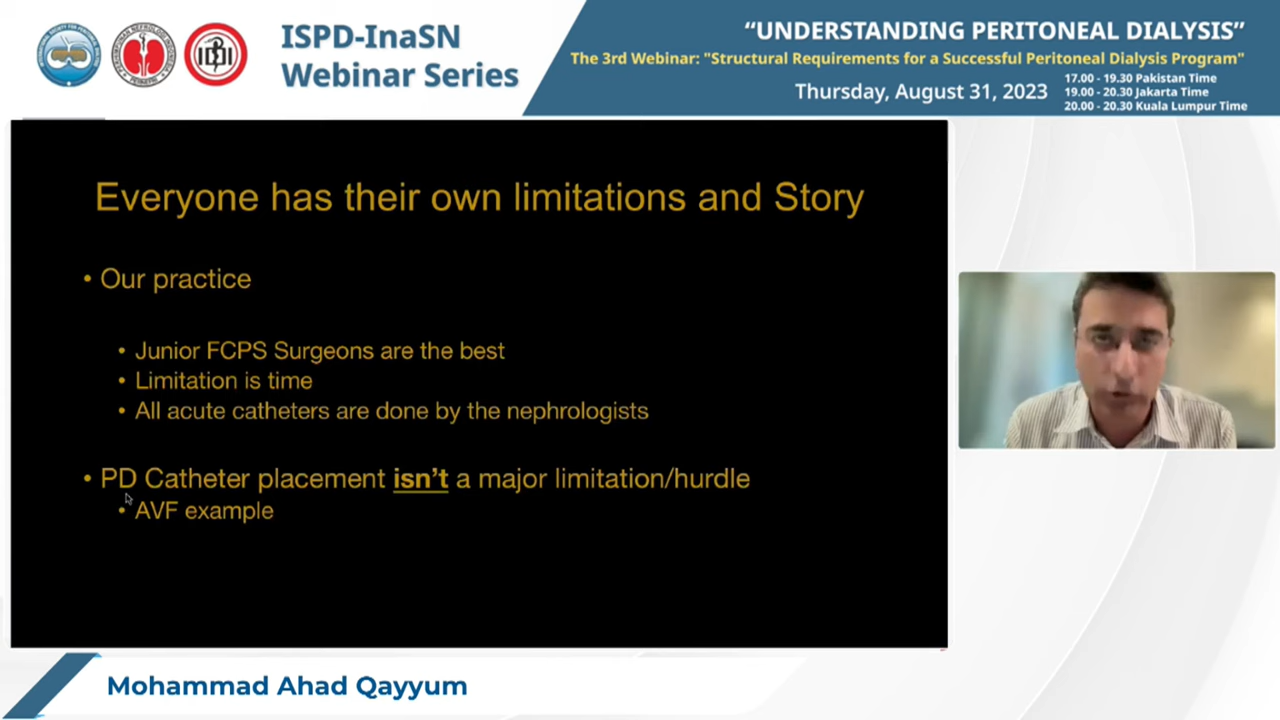 ISPD-InaSN
Webinar Series
“UNDERSTANDING PERITONEAL DIALYSIS”
The 3rd Webinar: "Structural Requirements for a Successful Peritoneal Dialysis Program"
Thursday, August 31, 2023
17.00 - 19.30 Pakistan Time
19.00 - 20.30 Jakarta Time
20.00 - 20.30 Kuala Lumpur Time
Everyone has their own limitations and Story
• Our practice
• Junior FCPS Surgeons are the best
• Limitation is time
• All acute catheters are done by the nephrologists
• PD Catheter placement isn’t a major limitation/hurdle
• AVF example
Mohammad Ahad Qayyum